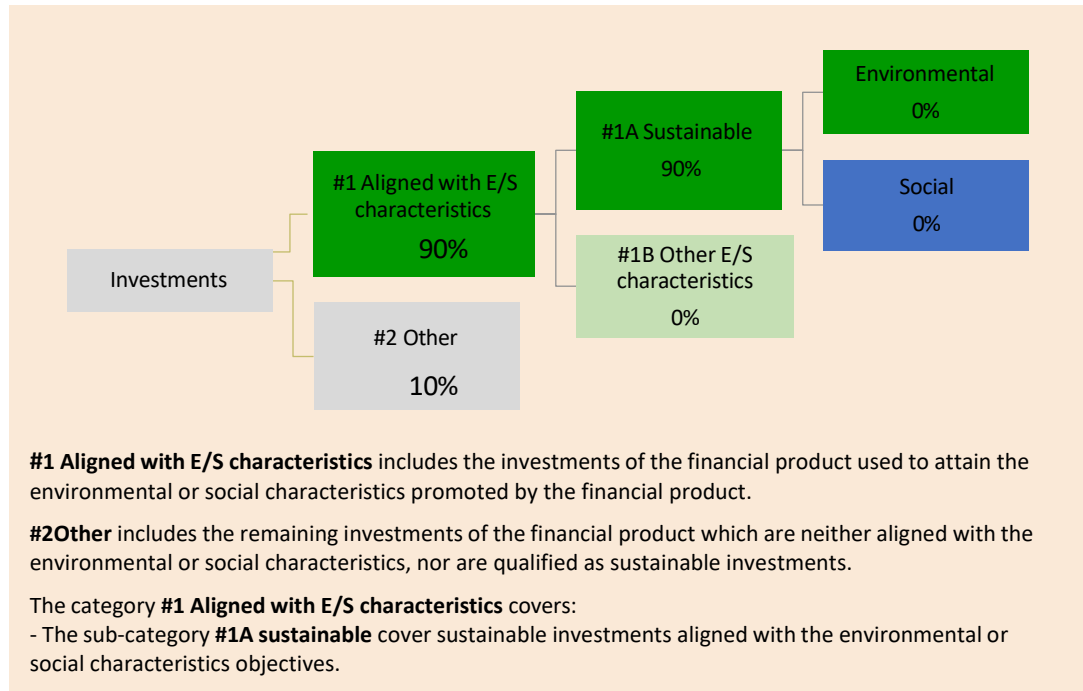 Investments
#1 Aligned with E/S
characteristics
90%
#2 Other
10%
#1A Sustainable
90%
#1B Other E/S
characteristics
0%
Environmental
0%
Social
0%
#1 Aligned with E/S characteristics includes the investments of the financial product used to attain the
environmental or social characteristics promoted by the financial product.
#2Other includes the remaining investments of the financial product which are neither aligned with the
environmental or social characteristics, nor are qualified as sustainable investments.
The category #1 Aligned with E/S characteristics covers:
- The sub-category #1A sustainable cover sustainable investments aligned with the environmental or
social characteristics objectives.